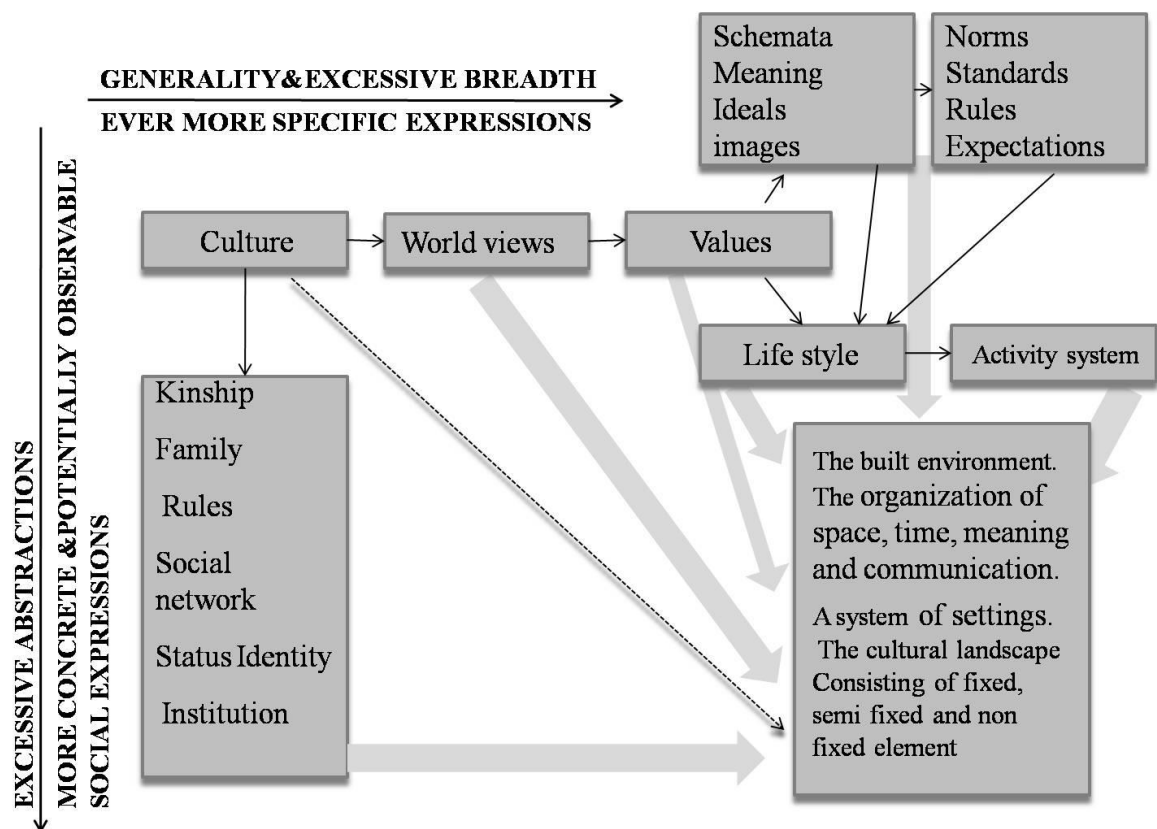 GENERALITY&EXCESSIVE BREADTH
EVER MORE SPECIFIC EXPRESSIONS
EXCESSIVE ABSTRACTIONS
MORE CONCRETE &POTENTIALLY OBSERVABLE
SOCIAL EXPRESSIONS
Schemata
Meaning
Ideals
images
Norms
Standards
Rules
Expectations
Culture
World views
Values
Life style
Activity system
Kinship
Family
Rules
Social
network
Status Identity
Institution
The built environment.
The organization of
space, time, meaning
and communication.
A system of settings.
The cultural landscape
Consisting of fixed,
semi fixed and non
fixed element